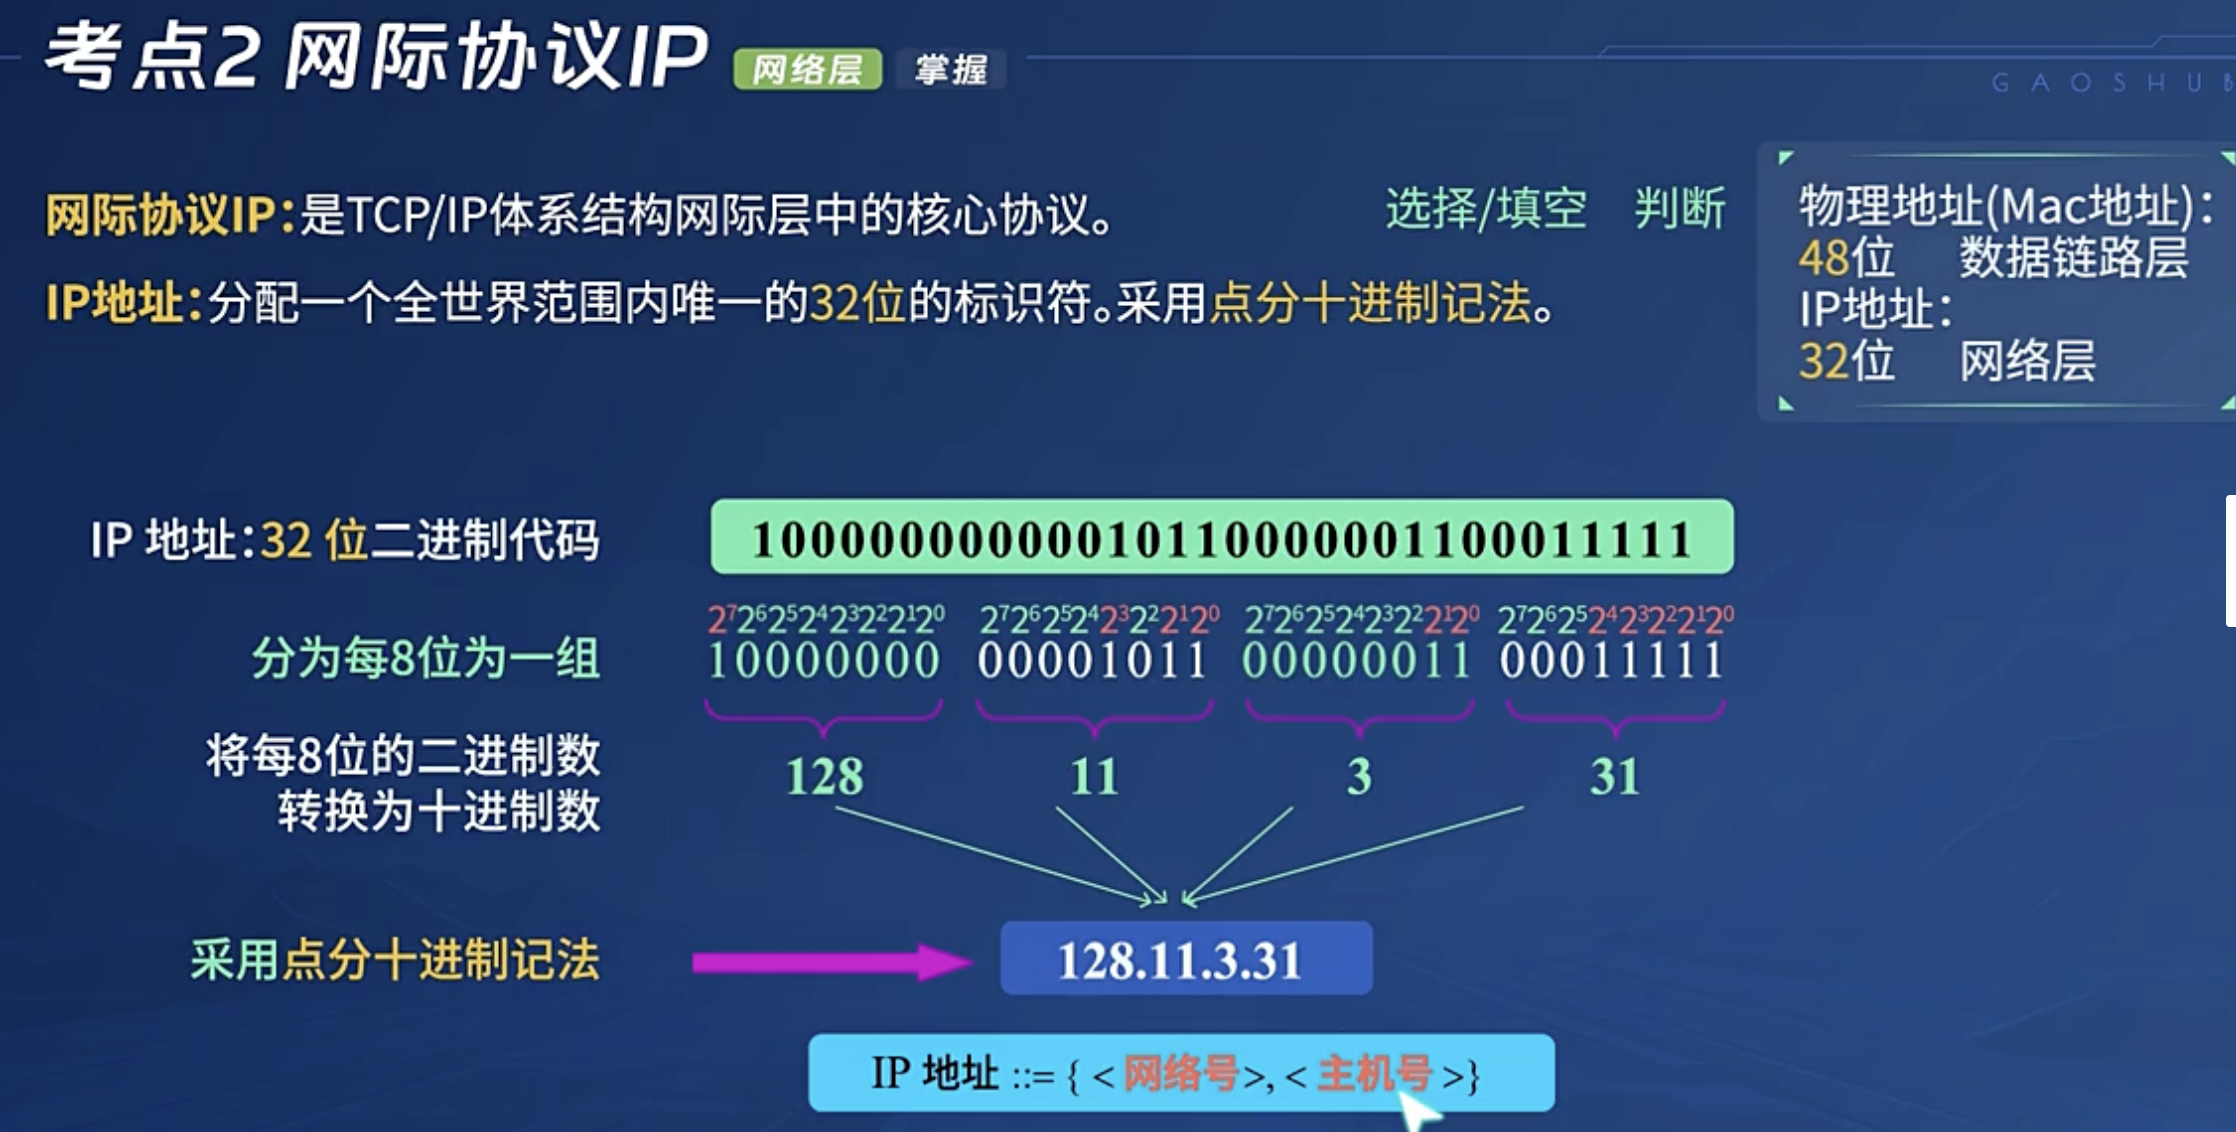 考点2 网际协议IP 网络层 掌握
GAOSHUB
网际协议IP：是TCP/IP体系结构网际层中的核心协议。 选择/填空 判断
IP地址：分配一个全世界范围内唯一的32位的标识符。采用点分十进制记法。
物理地址(Mac地址)：
48位 数据链路层
IP地址：
32位 网络层
IP 地址：32 位二进制代码 10000000000010110000001100011111
2⁷2⁶2⁵2⁴2³2²2¹2⁰ 2⁷2⁶2⁵2⁴2³2²2¹2⁰ 2⁷2⁶2⁵2⁴2³2²2¹2⁰ 2⁷2⁶2⁵2⁴2³2²2¹2⁰
分为每8位为一组 10000000 00001011 00000011 00011111
将每8位的二进制数
转换为十进制数
128 11 3 31
采用点分十进制记法 128.11.3.31
IP 地址 ::= { < 网络号>, < 主机号 >}